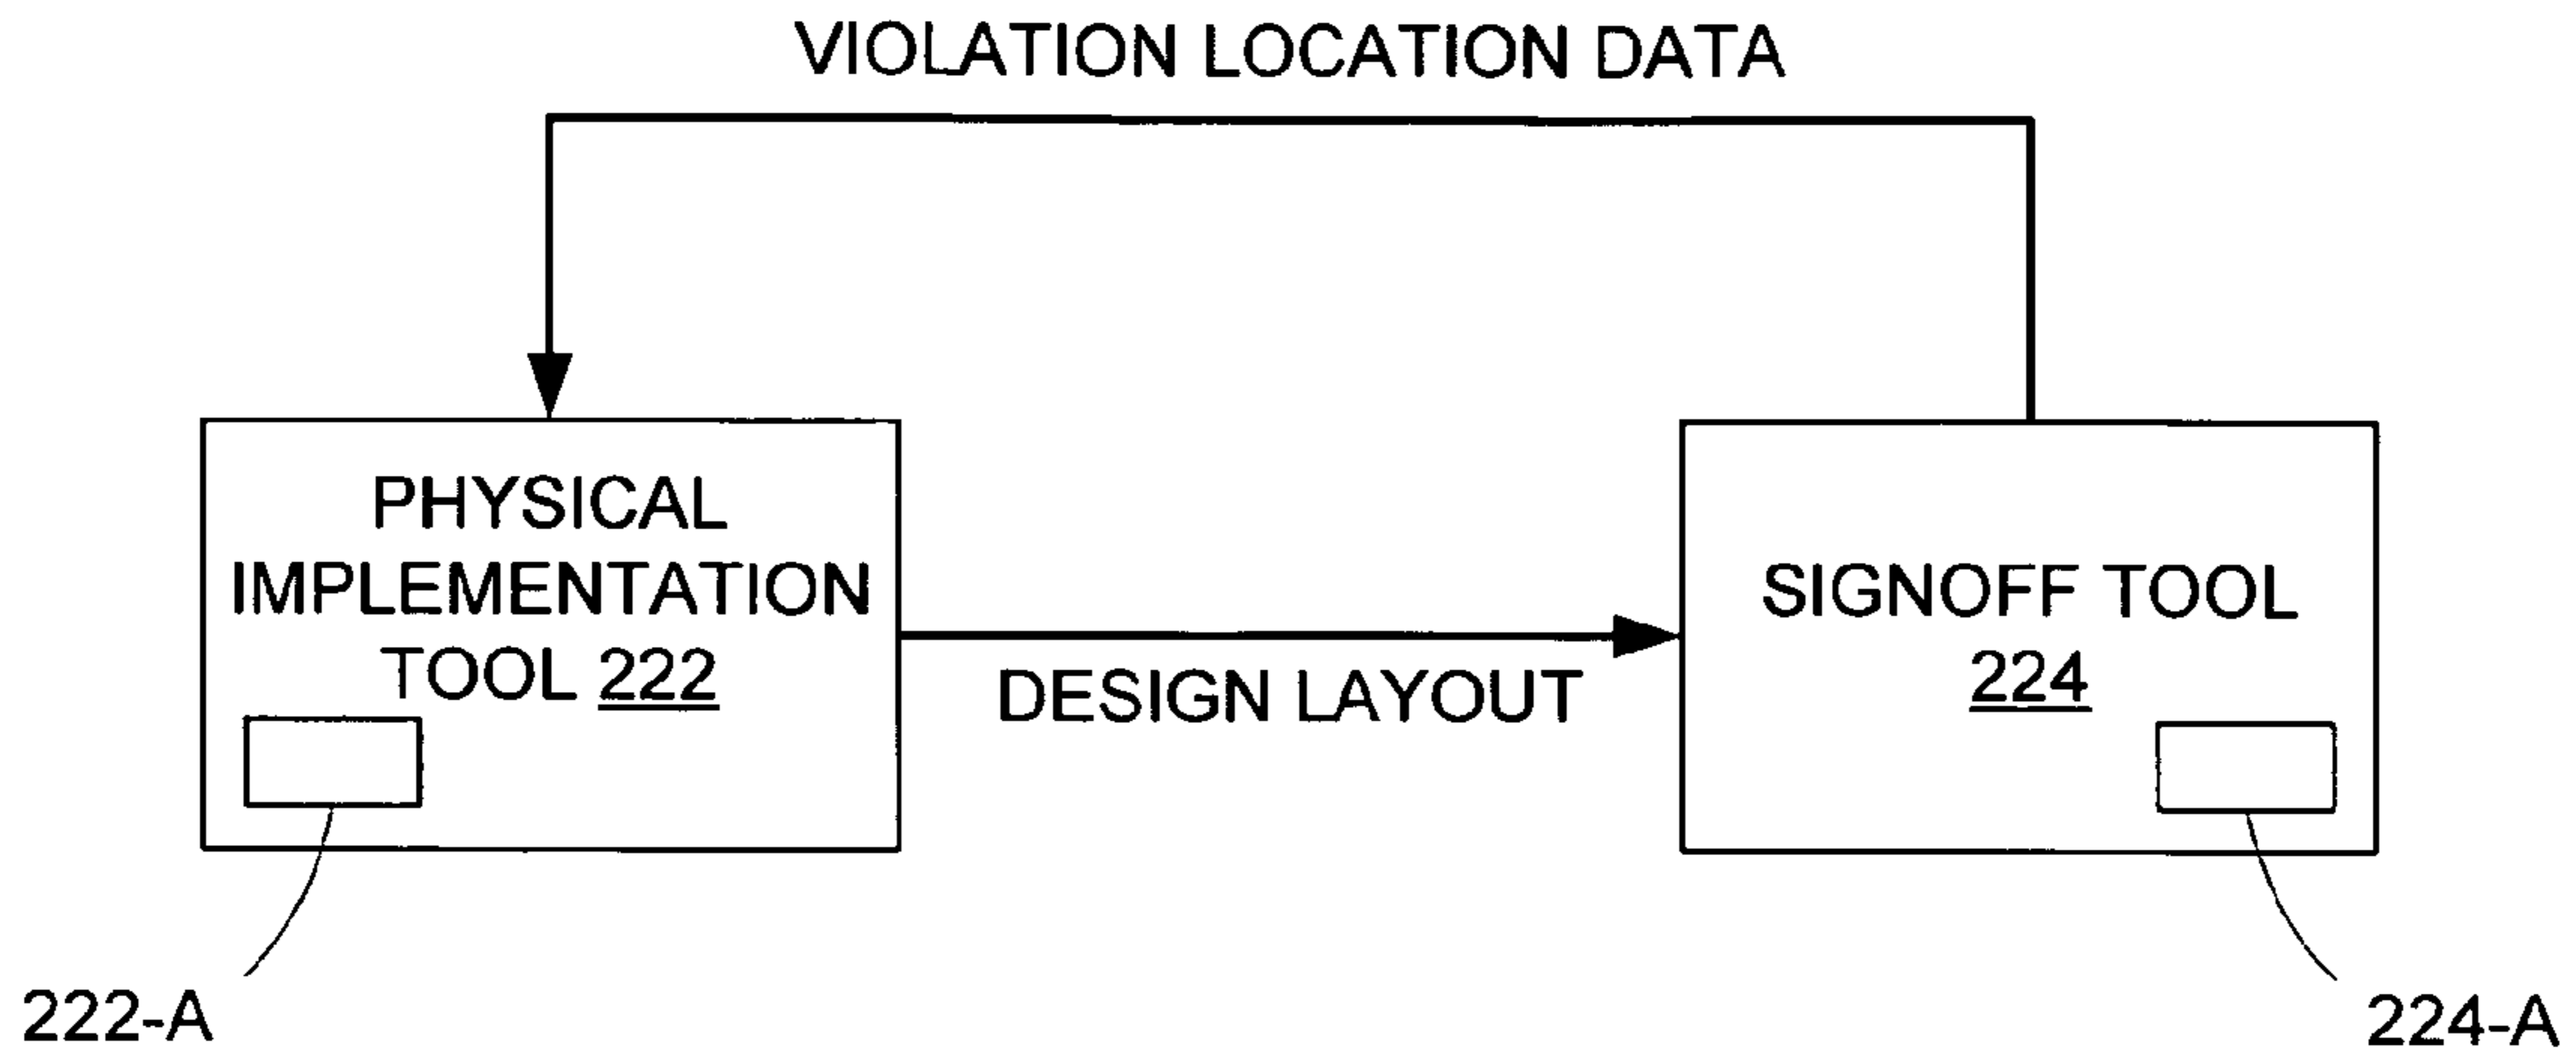 VIOLATION LOCATION DATA
PHYSICAL
IMPLEMENTATION
TOOL 222
DESIGN LAYOUT
SIGNOFF TOOL
224
222-A
224-A